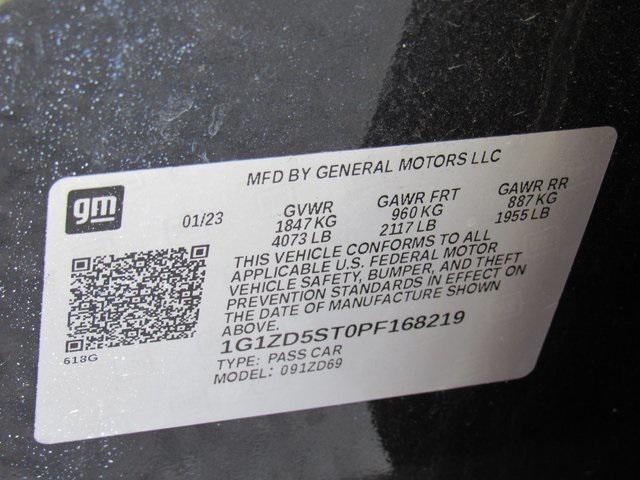 MFD BY GENERAL MOTORS LLC
gm
01/23
GVWR
1847 KG
4073 LB
GAWR FRT
960 KG
2117 LB
GAWR RR
887 KG
1955 LB
THIS VEHICLE CONFORMS TO ALL
APPLICABLE U.S. FEDERAL MOTOR
VEHICLE SAFETY, BUMPER, AND THEFT
PREVENTION STANDARDS IN EFFECT ON
THE DATE OF MANUFACTURE SHOWN
ABOVE.
1G1ZD5ST0PF168219
TYPE: PASS CAR
MODEL: 091ZD69
618G